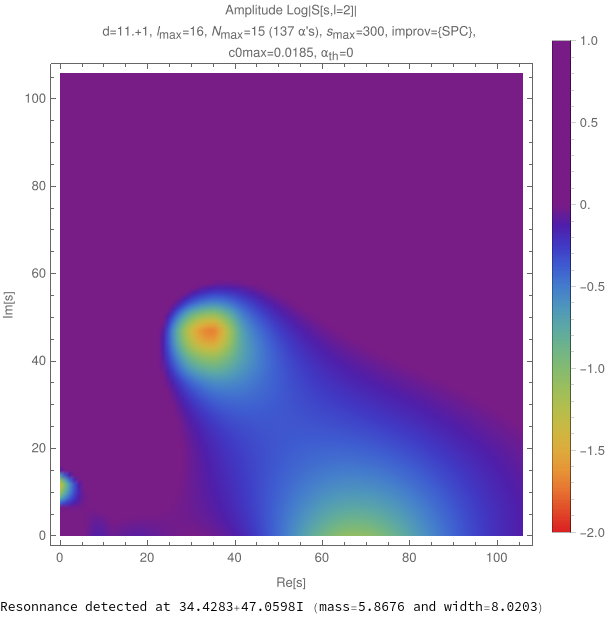 Amplitude Log|S[s,l=2]|
d=11.+1, lmax=16, Nmax=15 (137 α's), smax=300, improv={SPC},
c0max=0.0185, αth=0
1.0
0.5
0.
-0.5
-1.0
-1.5
-2.0
100
80
60
40
20
0
Im[s]
0 20 40 60 80 100
Re[s]
Resonnance detected at 34.4283+47.0598I (mass=5.8676 and width=8.0203)